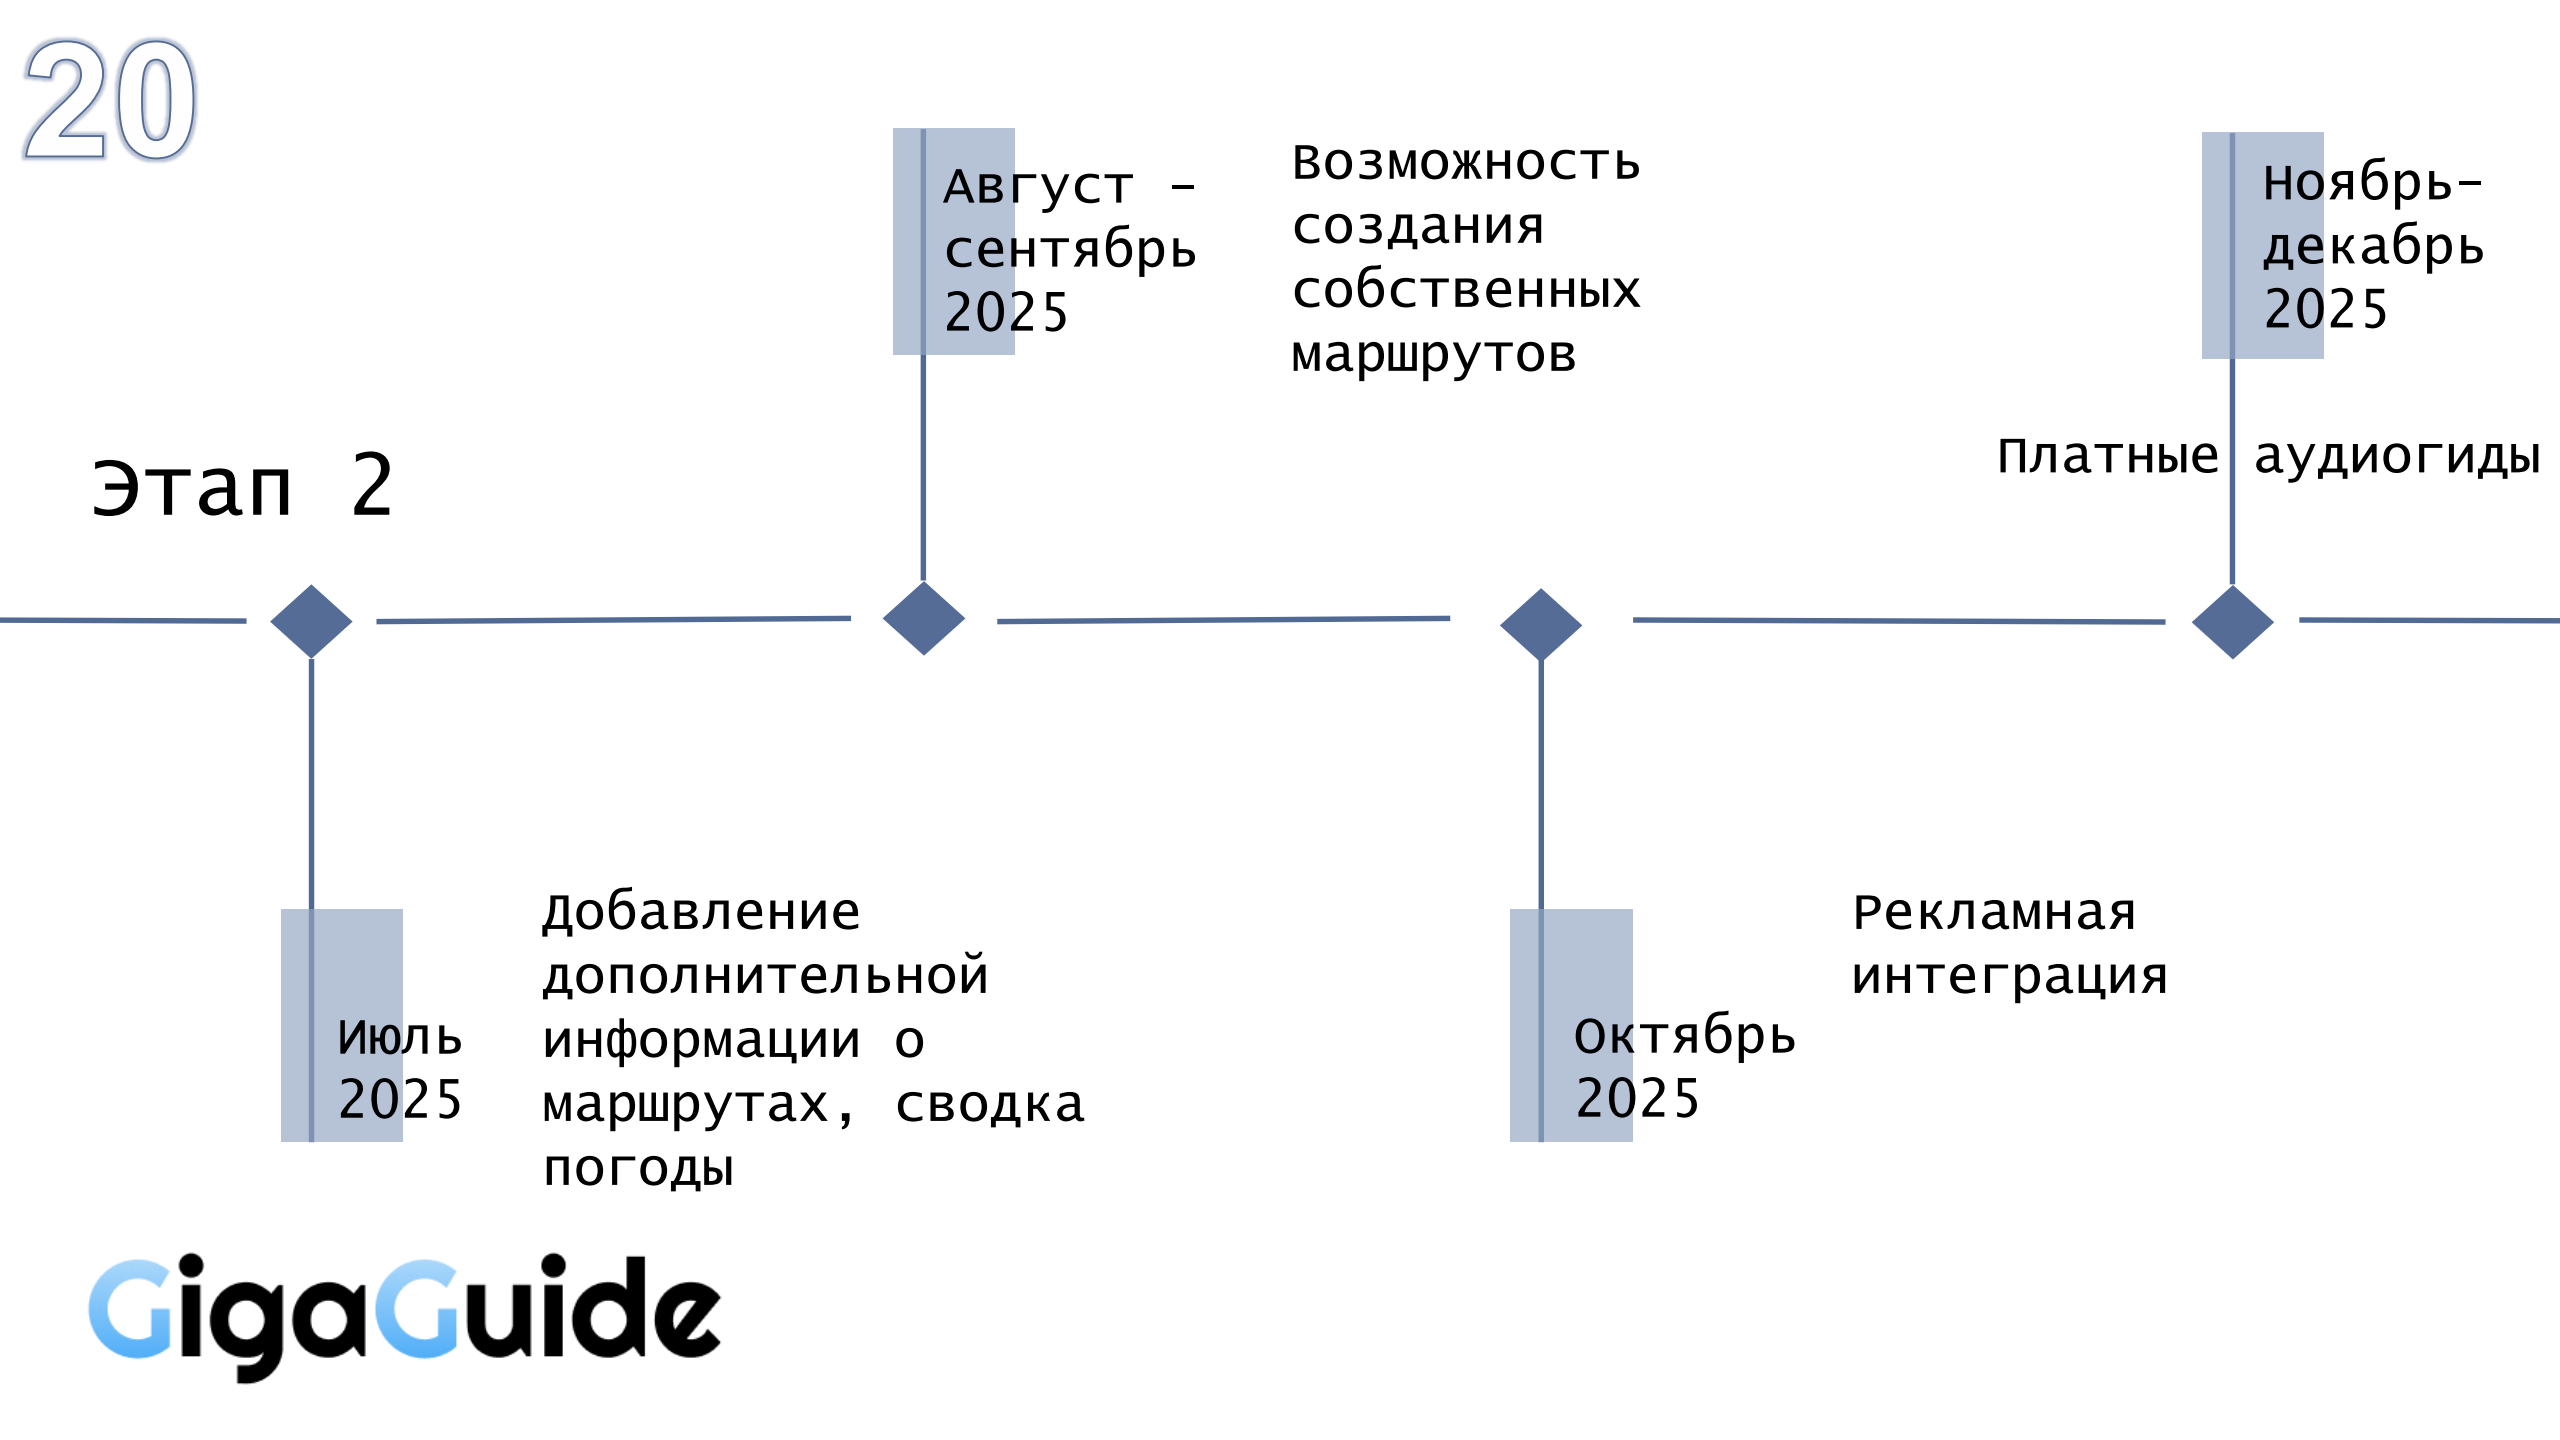 20
Этап 2
Июль
2025
Добавление
дополнительной
информации о
маршрутах, сводка
погоды
Август –
сентябрь
2025
Возможность
создания
собственных
маршрутов
Октябрь
2025
Рекламная
интеграция
Ноябрь–
декабрь
2025
Платные аудиогиды
GigaGuide